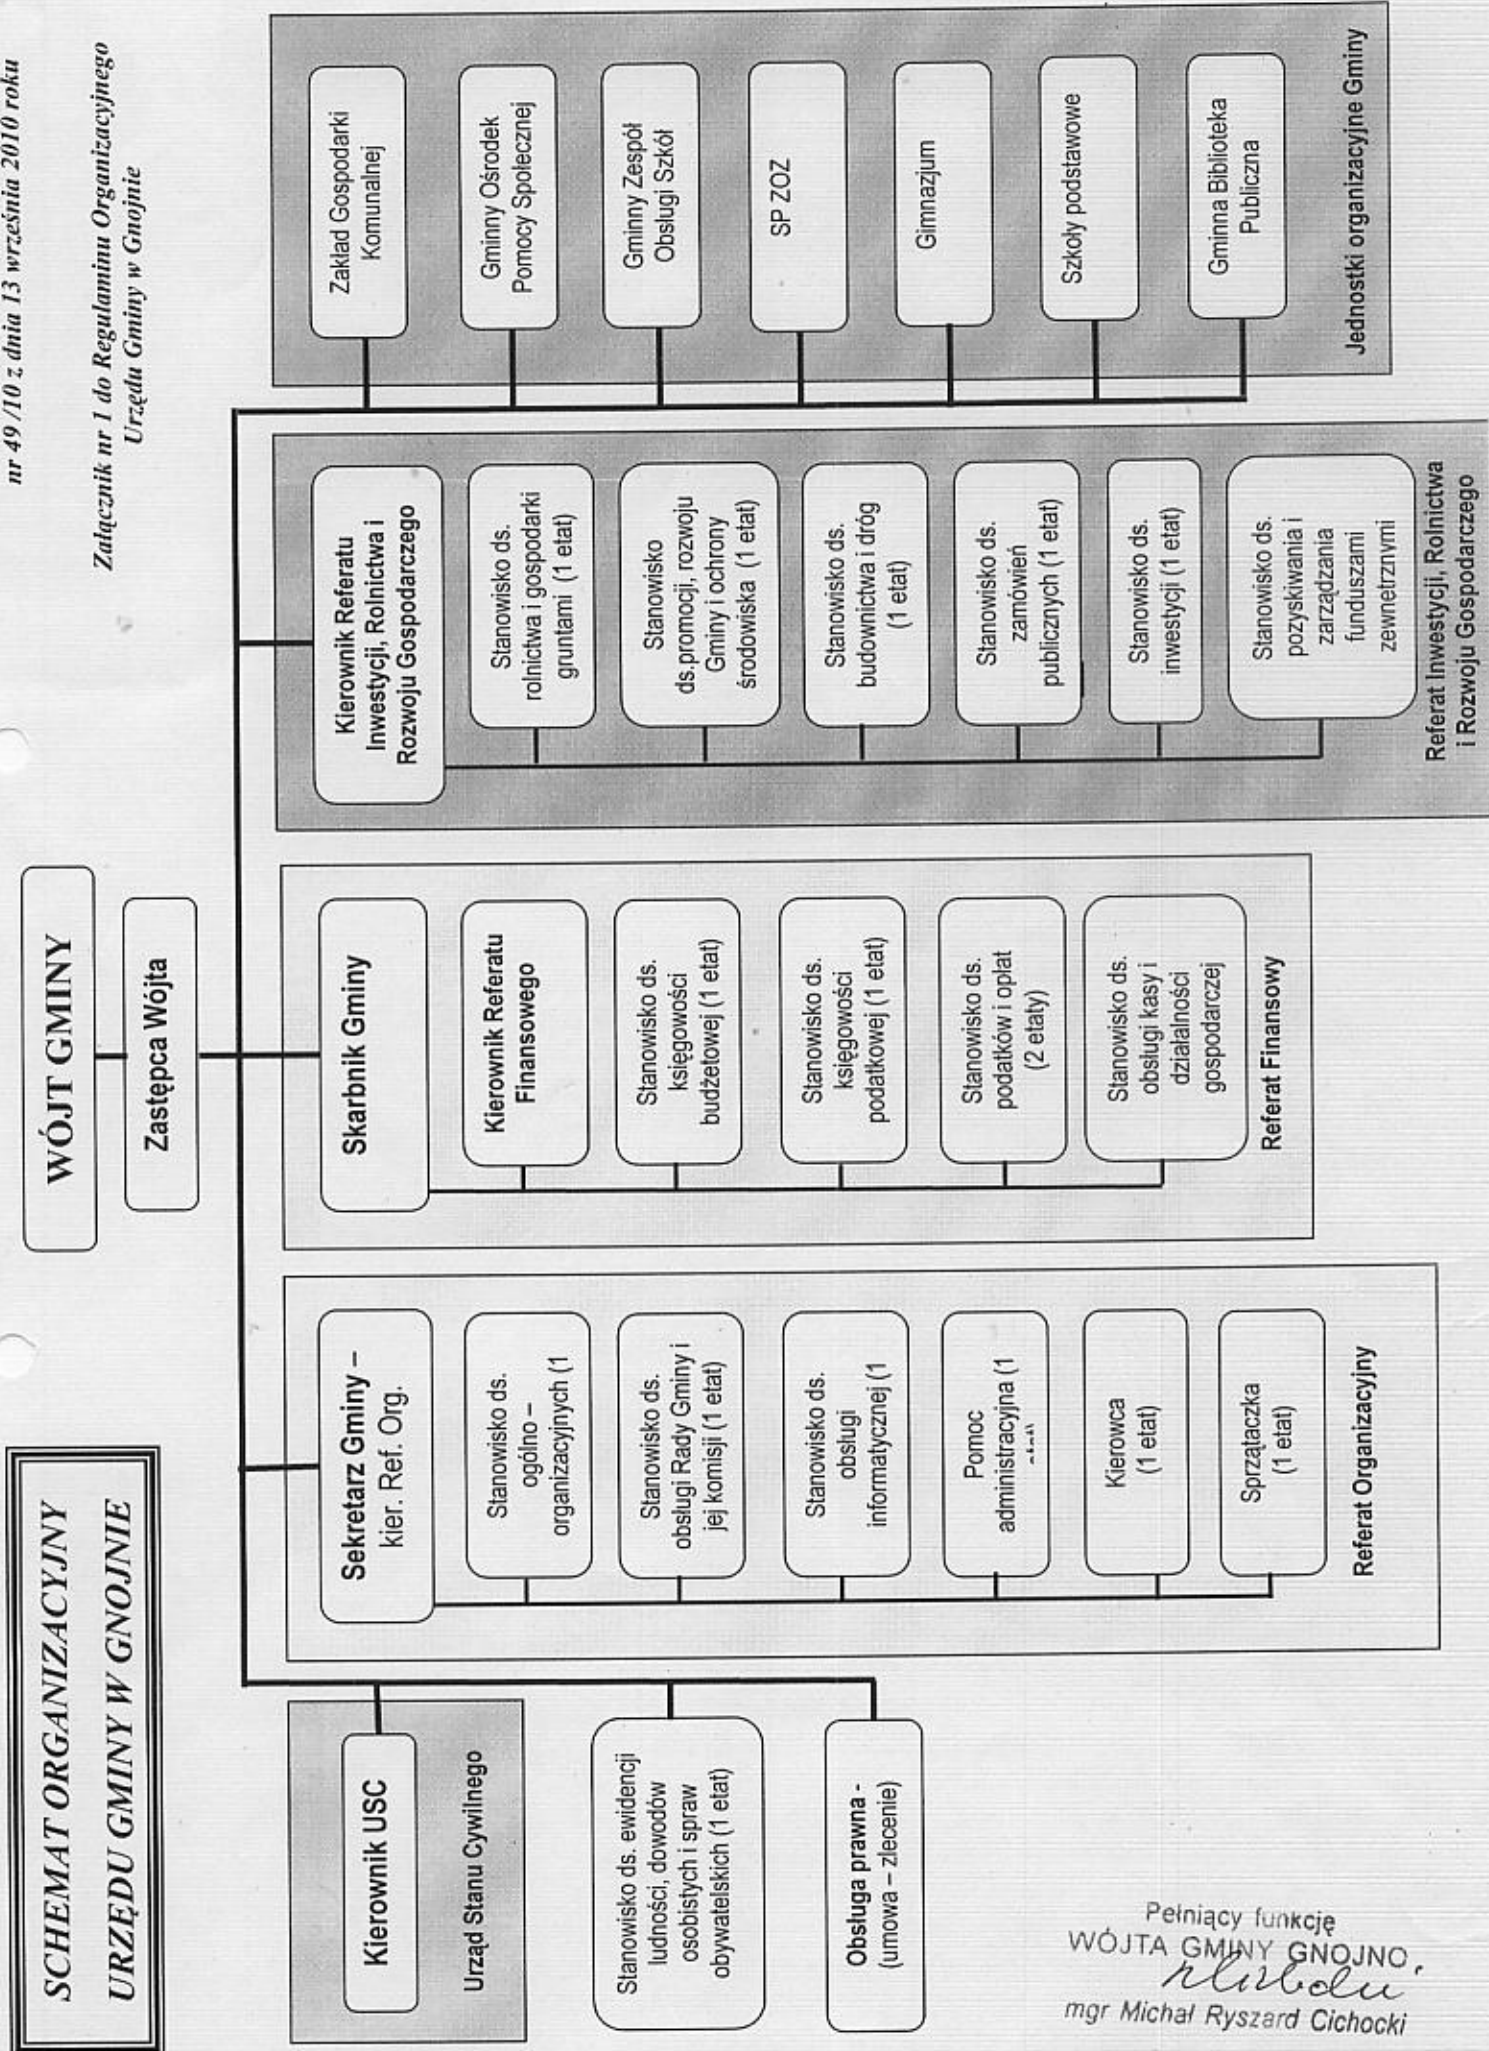 nr 49 /10 z dnia 13 września 2010 roku
Załącznik nr 1 do Regulaminu Organizacyjnego
Urzędu Gminy w Gnojnie
SCHEMAT ORGANIZACYJNY
URZĘDU GMINY W GNOJNIE
WÓJT GMINY
Zastępca Wójta
Kierownik USC
Urząd Stanu Cywilnego
Stanowisko ds. ewidencji
ludności, dowodów
osobistych i spraw
obywatelskich (1 etat)
Obsługa prawna -
(umowa – zlecenie)
Sekretarz Gminy –
kier. Ref. Org.
Stanowisko ds.
ogólno –
organizacyjnych (1
Stanowisko ds.
obsługi Rady Gminy i
jej komisji (1 etat)
Stanowisko ds.
obsługi
informatycznej (1
Pomoc
administracyjna (1
Kierowca
(1 etat)
Sprzątaczka
(1 etat)
Referat Organizacyjny
Skarbnik Gminy
Kierownik Referatu
Finansowego
Stanowisko ds.
księgowości
budżetowej (1 etat)
Stanowisko ds.
księgowości
podatkowej (1 etat)
Stanowisko ds.
podatków i opłat
(2 etaty)
Stanowisko ds.
obsługi kasy i
działalności
gospodarczej
Referat Finansowy
Kierownik Referatu
Inwestycji, Rolnictwa i
Rozwoju Gospodarczego
Stanowisko ds.
rolnictwa i gospodarki
gruntami (1 etat)
Stanowisko
ds.promocji, rozwoju
Gminy i ochrony
środowiska (1 etat)
Stanowisko ds.
budownictwa i dróg
(1 etat)
Stanowisko ds.
zamówień
publicznych (1 etat)
Stanowisko ds.
inwestycji (1 etat)
Stanowisko ds.
pozyskiwania i
zarządzania
funduszami
zewnetrznymi
Referat Inwestycji, Rolnictwa
i Rozwoju Gospodarczego
Zakład Gospodarki
Komunalnej
Gminny Ośrodek
Pomocy Społecznej
Gminny Zespół
Obsługi Szkół
SP ZOZ
Gimnazjum
Szkoły podstawowe
Gminna Biblioteka
Publiczna
Jednostki organizacyjne Gminy
Pełniący funkcję
WÓJTA GMINY GNOJNO
mgr Michał Ryszard Cichocki